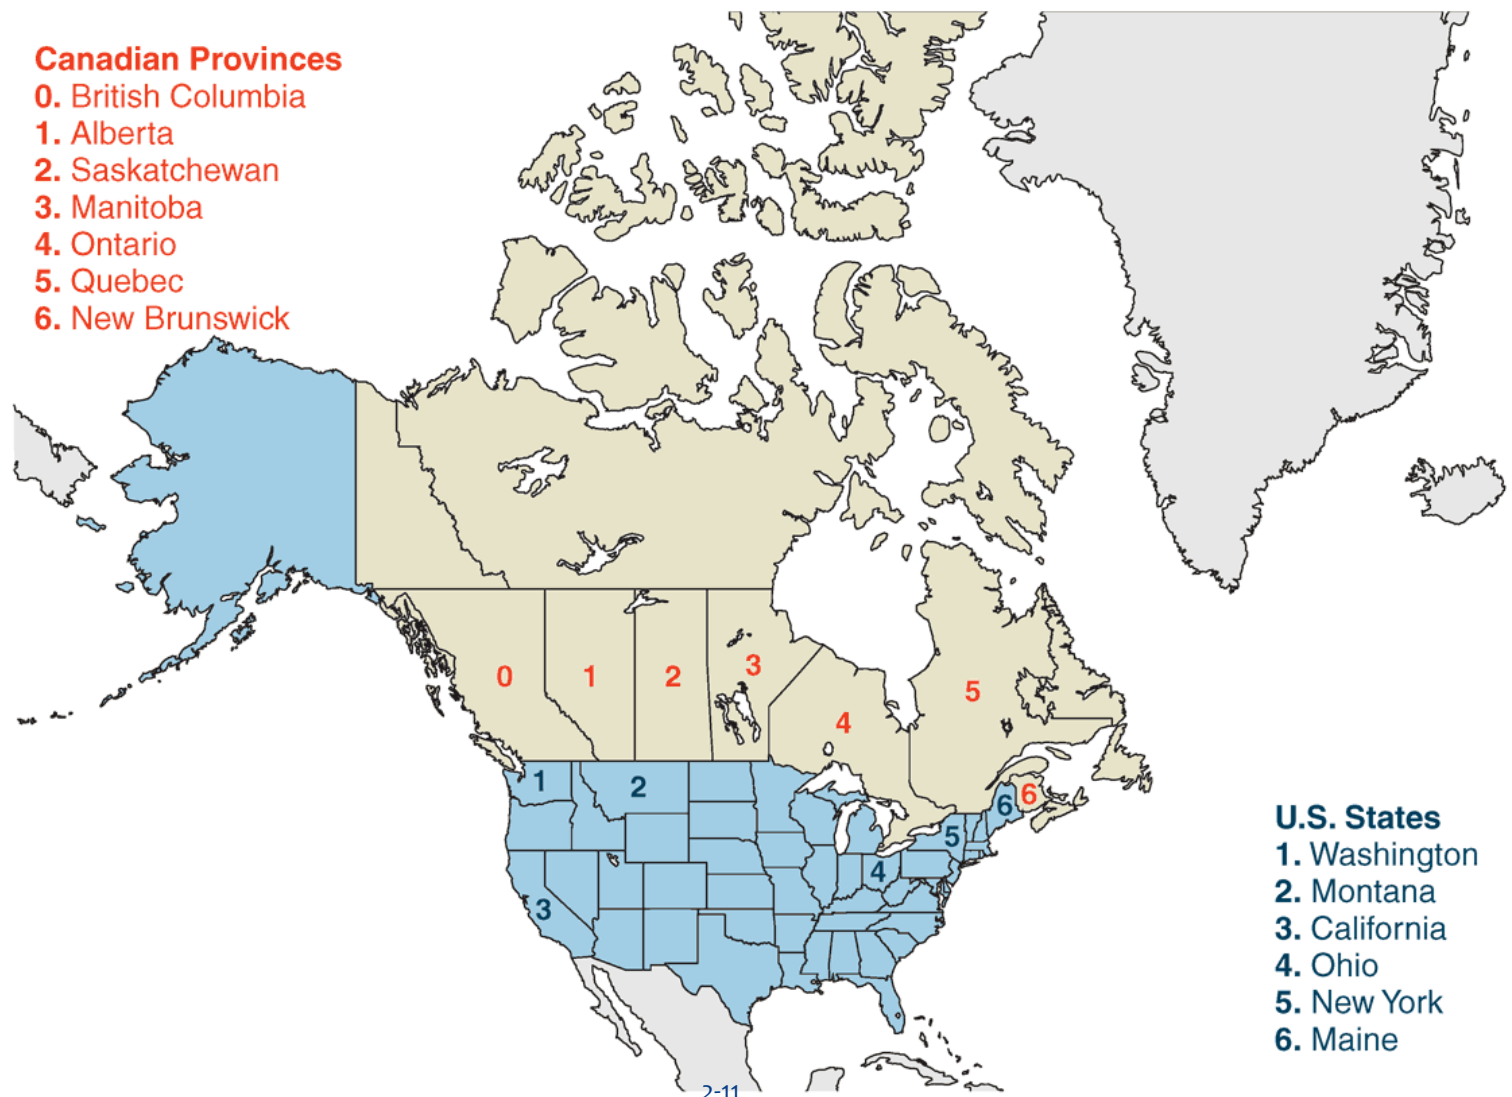 Canadian Provinces
0. British Columbia
1. Alberta
2. Saskatchewan
3. Manitoba
4. Ontario
5. Quebec
6. New Brunswick
0
1
2
3
4
5
6
1
2
3
4
5
6
U.S. States
1. Washington
2. Montana
3. California
4. Ohio
5. New York
6. Maine
2-11